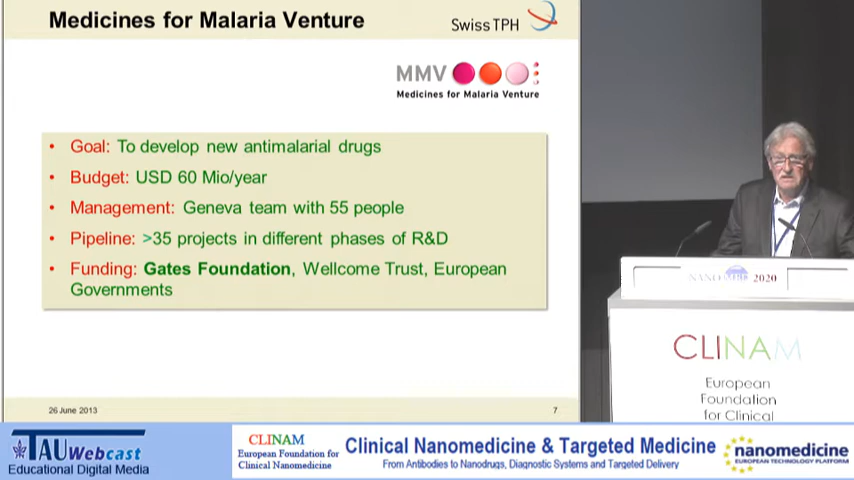 Medicines for Malaria Venture
Swiss TPH
MMV
Medicines for Malaria Venture
• Goal: To develop new antimalarial drugs
• Budget: USD 60 Mio/year
• Management: Geneva team with 55 people
• Pipeline: >35 projects in different phases of R&D
• Funding: Gates Foundation, Wellcome Trust, European
Governments
26 June 2013
7
2020
CLINAM
European
Foundation
for Clinical
TAU Webcast
Educational Digital Media
CLINAM
European Foundation for
Clinical Nanomedicine
Clinical Nanomedicine & Targeted Medicine
From Antibodies to Nanodrugs, Diagnostic Systems and Targeted Delivery
nanomedicine
EUROPEAN TECHNOLOGY PLATFORM